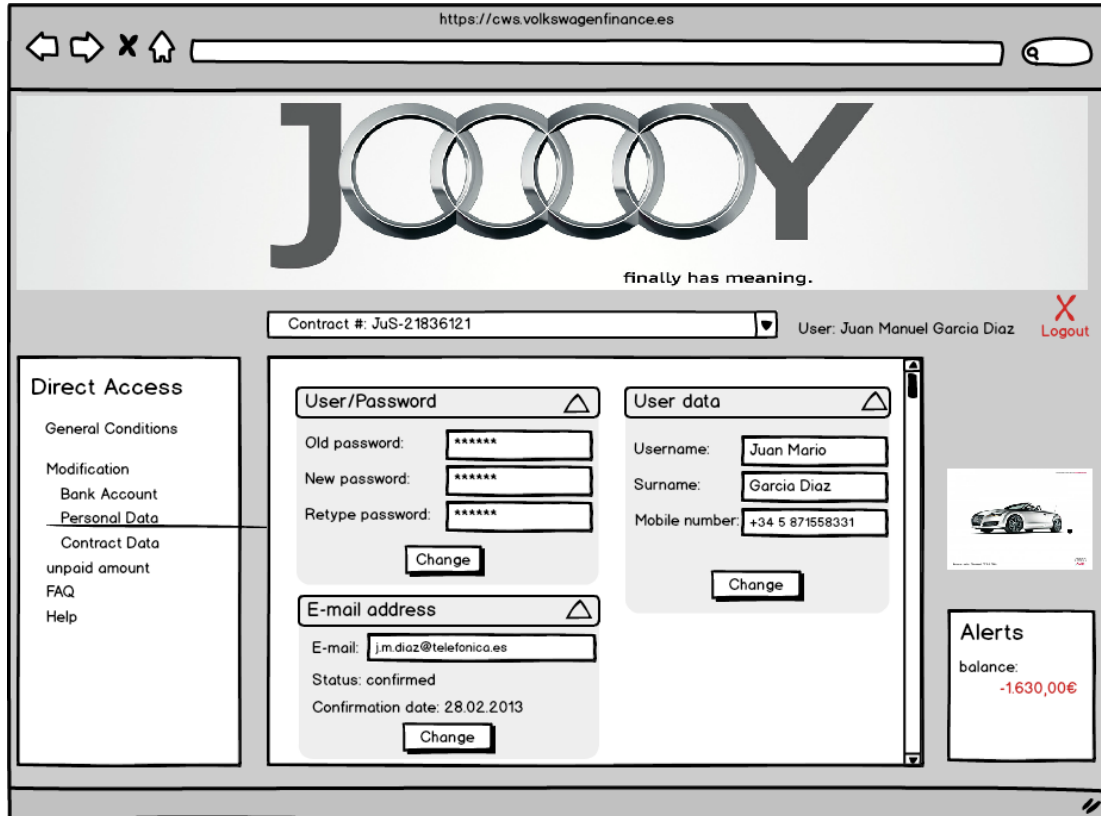 https://cws.volkswagenfinance.es
JOOOOY
finally has meaning.
Contract #: JuS-21836121
User: Juan Manuel Garcia Diaz
X
Logout
Direct Access
General Conditions
Modification
Bank Account
Personal Data
Contract Data
unpaid amount
FAQ
Help
User/Password
Old password: ******
New password: ******
Retype password: ******
Change
E-mail address
E-mail: j.m.diaz@telefonica.es
Status: confirmed
Confirmation date: 28.02.2013
Change
User data
Username: Juan Mario
Surname: Garcia Diaz
Mobile number: +34 5 871558331
Change
Alerts
balance:
-1.630,00€